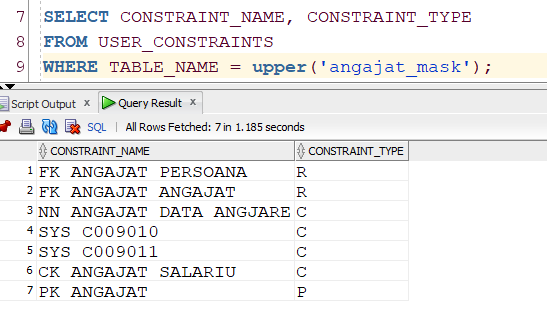 7 SELECT CONSTRAINT_NAME, CONSTRAINT_TYPE
8 FROM USER_CONSTRAINTS
9 WHERE TABLE_NAME = upper('angajat_mask');
Script Output x Query Result x
SQL | All Rows Fetched: 7 in 1.185 seconds
CONSTRAINT_NAME CONSTRAINT_TYPE
1 FK ANGAJAT PERSOANA R
2 FK ANGAJAT ANGAJAT R
3 NN ANGAJAT DATA ANGJARE C
4 SYS C009010 C
5 SYS C009011 C
6 CK ANGAJAT SALARIU C
7 PK ANGAJAT P